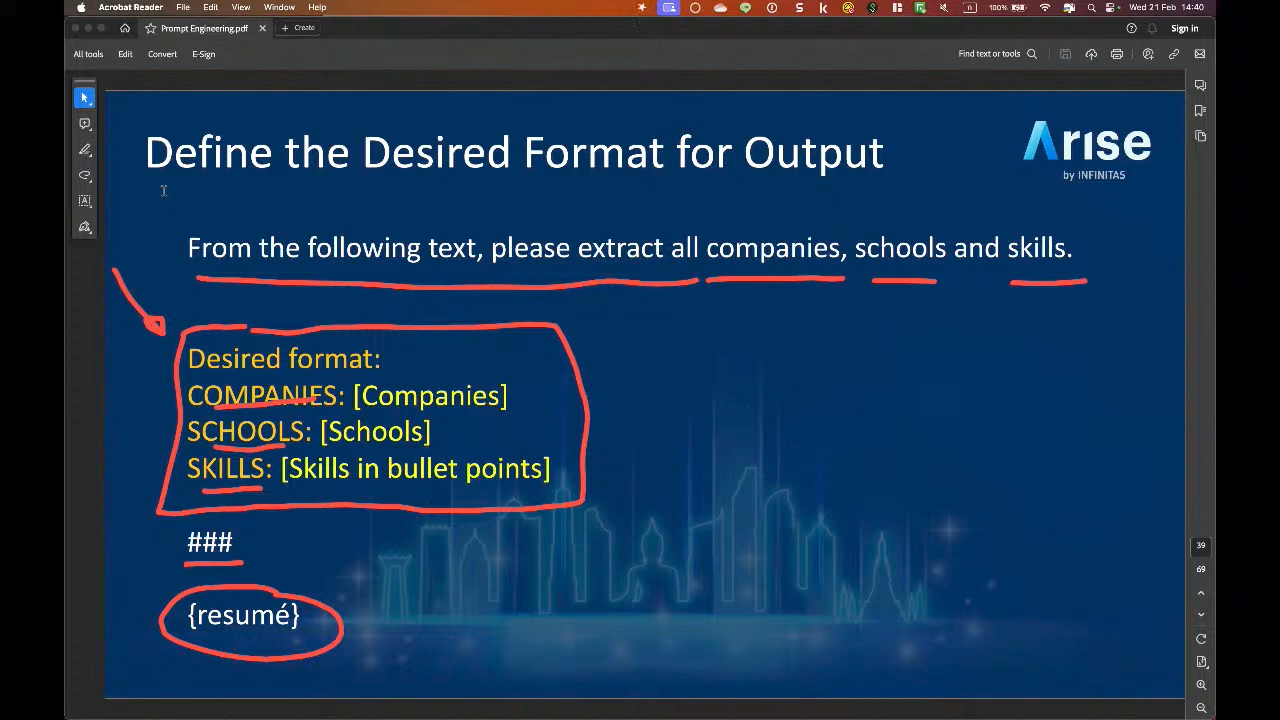 Acrobat Reader File Edit View Window Help 100% Wed 21 Feb 14:40
Prompt Engineering.pdf Create Sign in
All tools Edit Convert E-Sign Find text or tools
Define the Desired Format for Output
Arise
by INFINITAS
From the following text, please extract all companies, schools and skills.
Desired format:
COMPANIES: [Companies]
SCHOOLS: [Schools]
SKILLS: [Skills in bullet points]
###
{resumé}
39
69